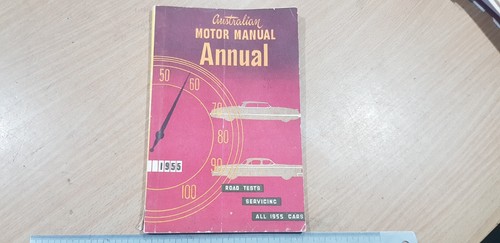 Australian
MOTOR MANUAL
Annual
50
60
70
80
90
100
1955
ROAD TESTS
SERVICING
ALL 1955 CARS